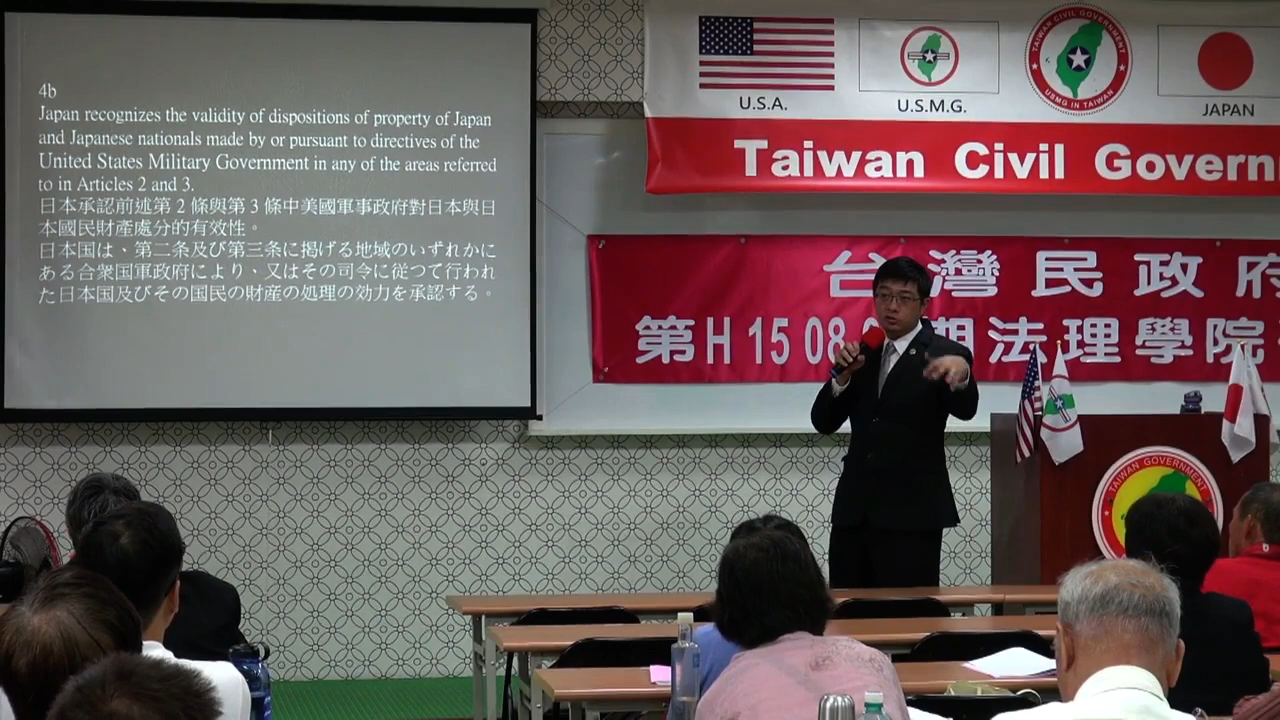 4b
Japan recognizes the validity of dispositions of property of Japan
and Japanese nationals made by or pursuant to directives of the
United States Military Government in any of the areas referred
to in Articles 2 and 3.
日本承認前述第 2 條與第 3 條中美國軍事政府對日本與日
本國民財產處分的有效性。
日本国は、第二条及び第三条に掲げる地域のいずれかに
ある合衆国軍政府により、又はその司令に従つて行われ
た日本国及びその国民の財産の処理の効力を承認する。
U.S.A.
U.S.M.G.
TAIWAN CIVIL GOVERNMENT
USMG IN TAIWAN
JAPAN
Taiwan Civil Governm
台灣民政府
第H 15 08 期法理學院
TAIWAN GOVERNMENT